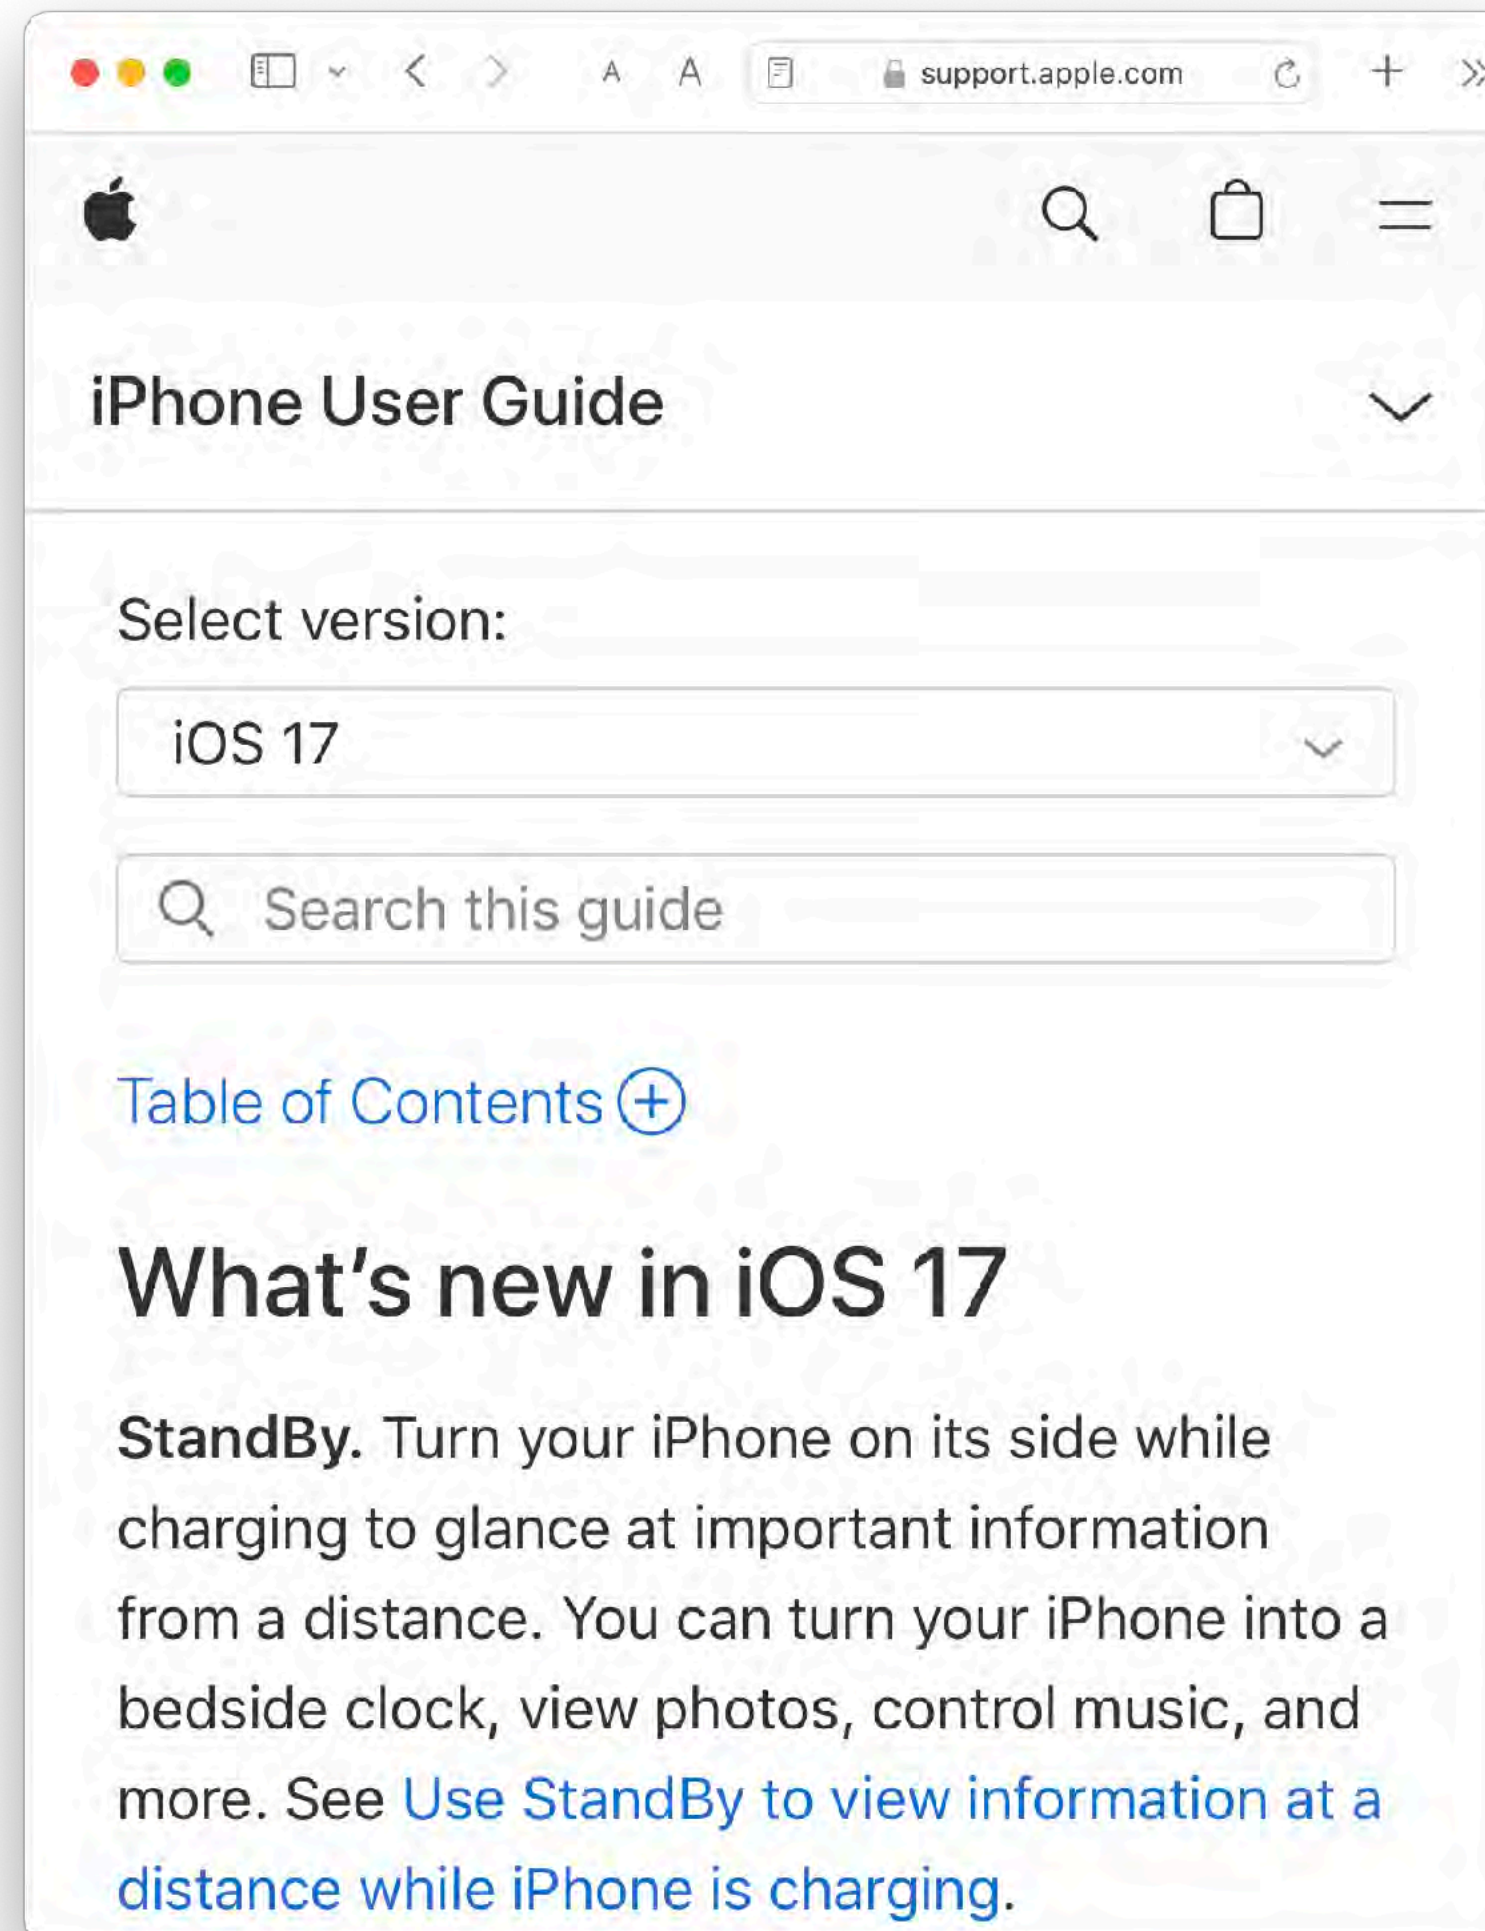 A A support.apple.com
iPhone User Guide
Select version:
iOS 17
Search this guide
Table of Contents
What’s new in iOS 17
StandBy. Turn your iPhone on its side while
charging to glance at important information
from a distance. You can turn your iPhone into a
bedside clock, view photos, control music, and
more. See Use StandBy to view information at a
distance while iPhone is charging.